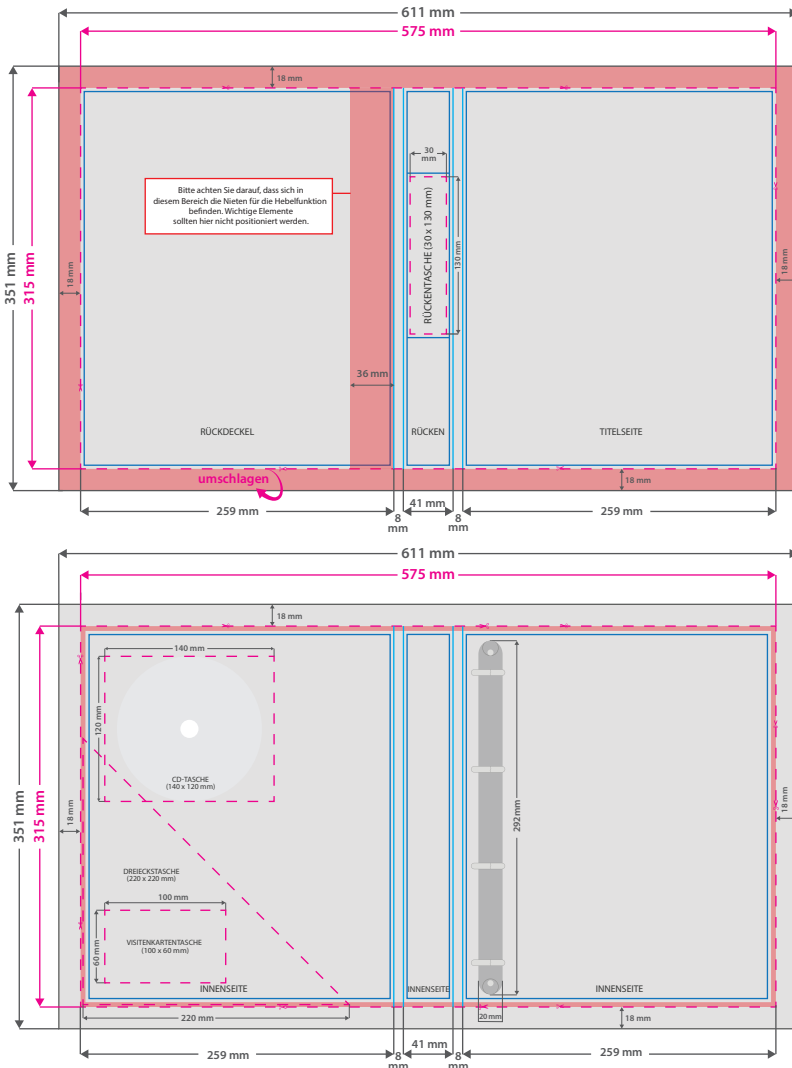 611 mm
575 mm
18 mm
30
mm
Bitte achten Sie darauf, dass sich in
diesem Bereich die Nieten für die Hebelfunktion
befinden. Wichtige Elemente
sollten hier nicht positioniert werden.
RÜCKENTASCHE (30 x 130 mm)
130 mm
351 mm
315 mm
18 mm
18 mm
36 mm
RÜCKDECKEL
RÜCKEN
TITELSEITE
umschlagen
18 mm
259 mm
8
mm
41 mm
8
mm
259 mm
611 mm
575 mm
18 mm
140 mm
120 mm
CD-TASCHE
(140 x 120 mm)
292 mm
351 mm
315 mm
18 mm
18 mm
DREIECKSTASCHE
(220 x 220 mm)
100 mm
60 mm
VISITENKARTENTASCHE
(100 x 60 mm)
INNENSEITE
INNENSEITE
INNENSEITE
220 mm
20 mm
18 mm
259 mm
8
mm
41 mm
8
mm
259 mm